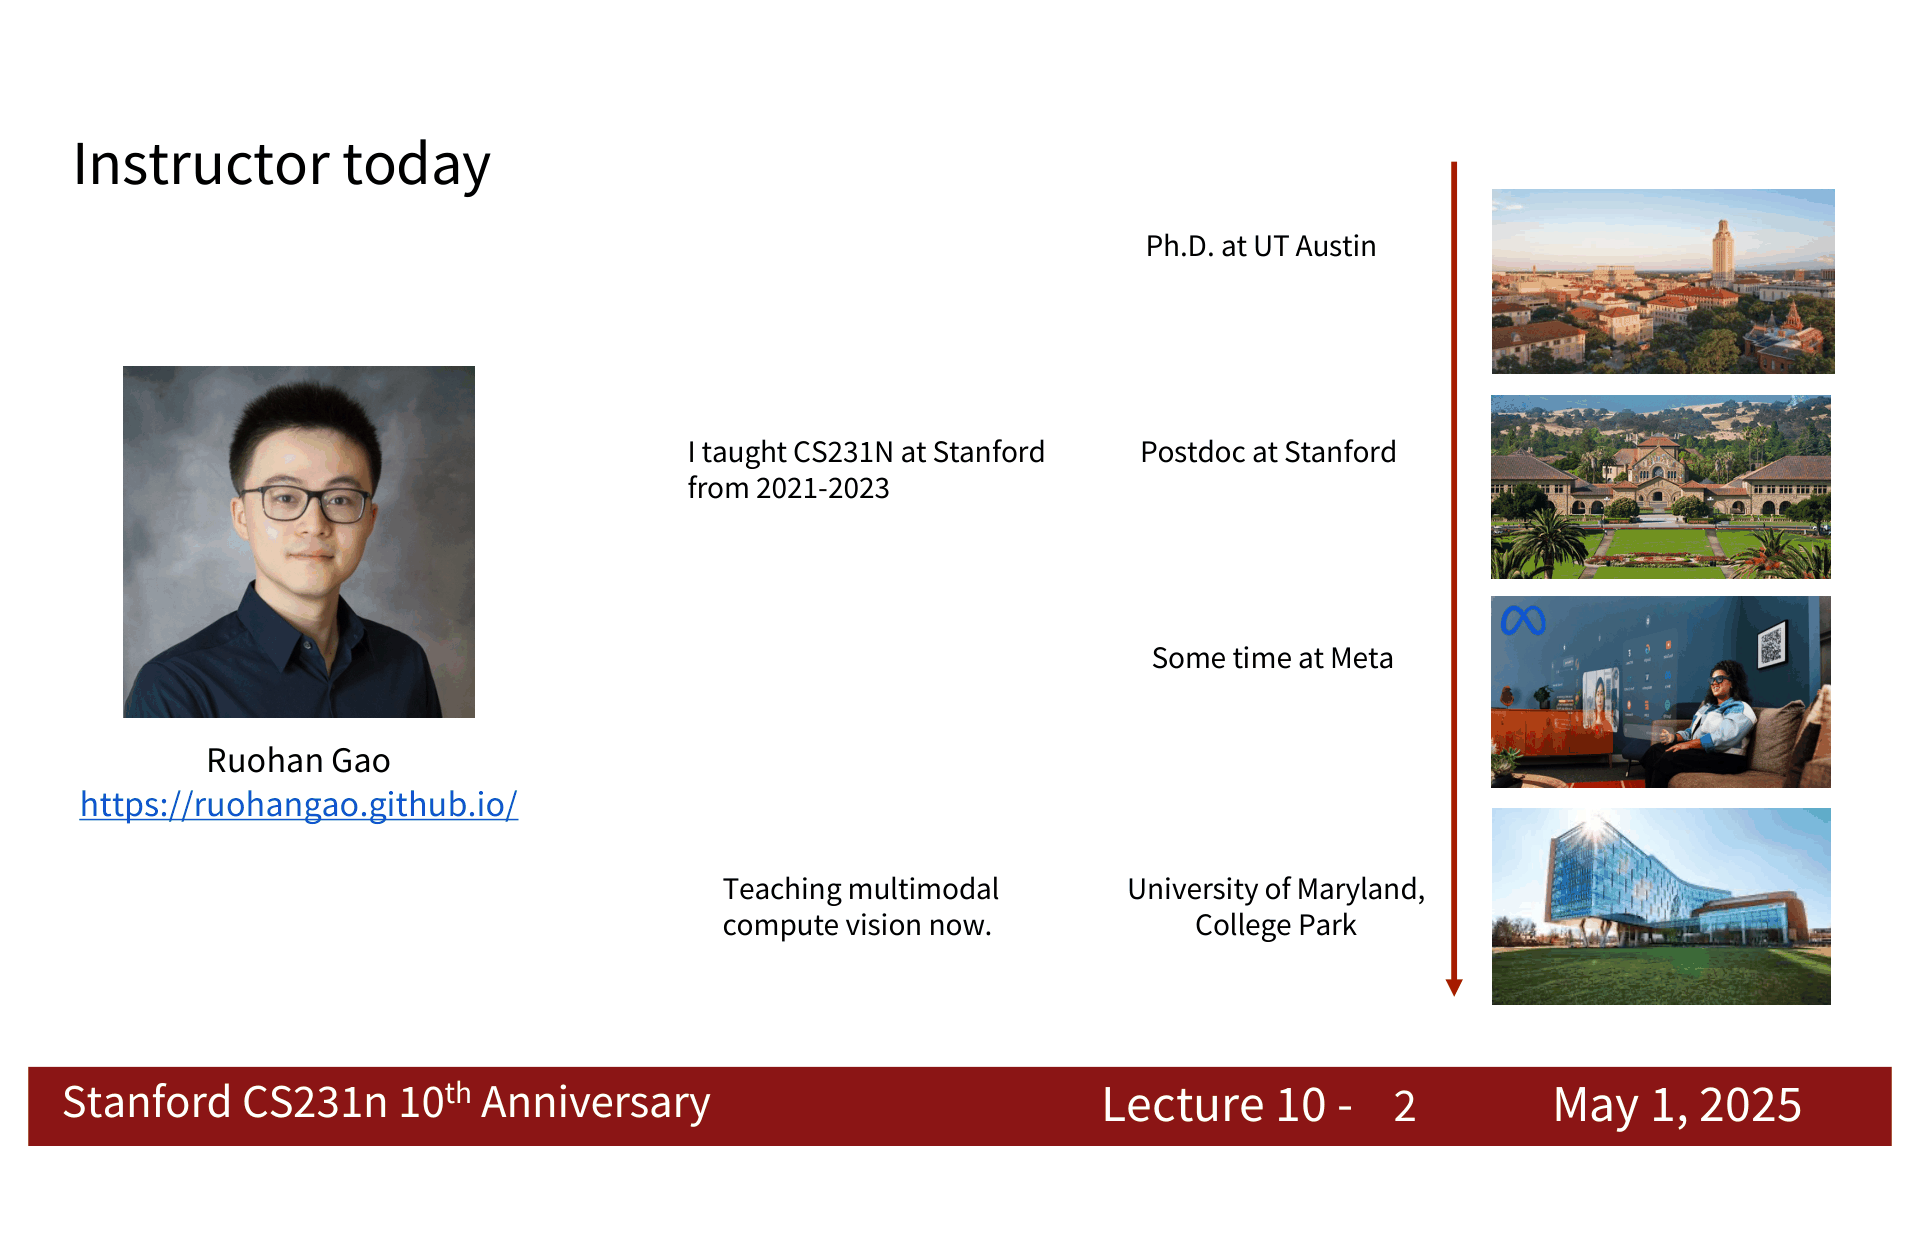 Instructor today
Ph.D. at UT Austin
I taught CS231N at Stanford
from 2021-2023
Postdoc at Stanford
Some time at Meta
Ruohan Gao
https://ruohangao.github.io/
Teaching multimodal
compute vision now.
University of Maryland,
College Park
Stanford CS231n 10th Anniversary
Lecture 10 - 2
May 1, 2025